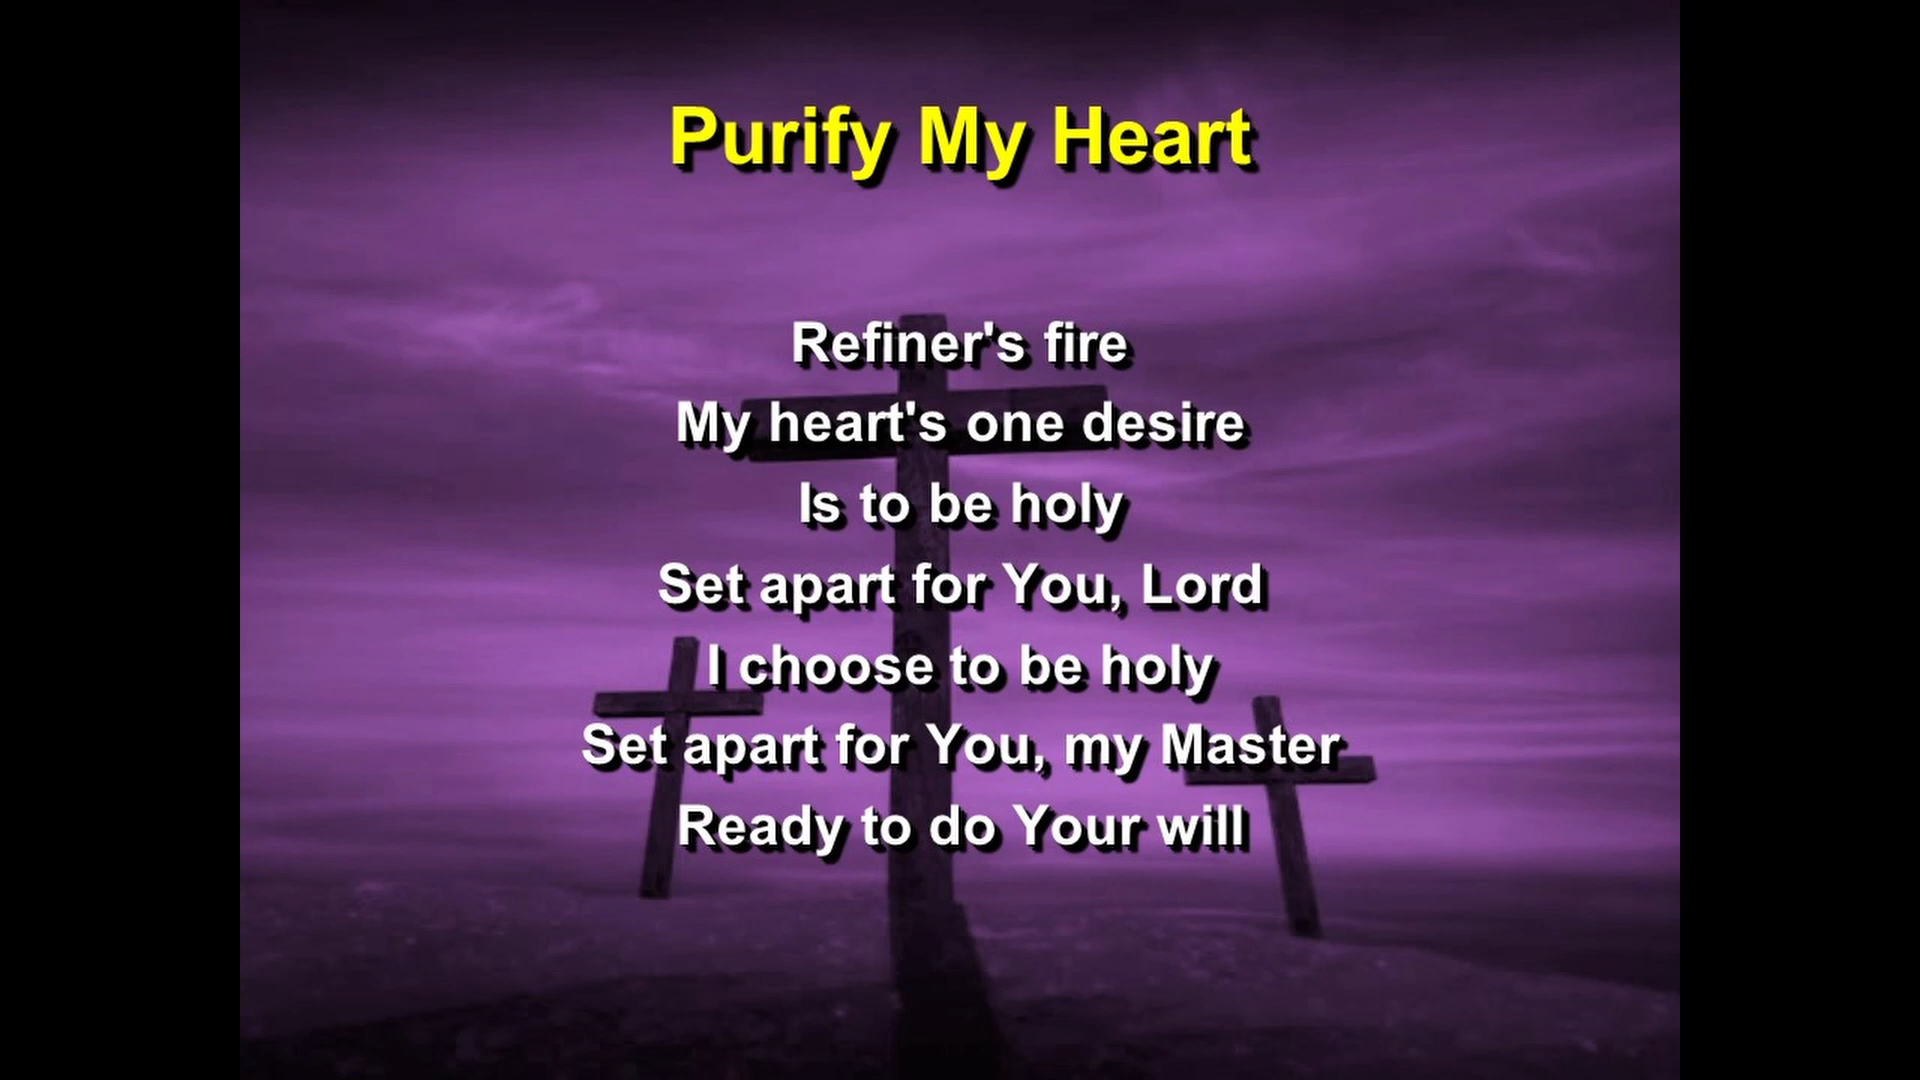 Purify My Heart
Refiner's fire
My heart's one desire
Is to be holy
Set apart for You, Lord
I choose to be holy
Set apart for You, my Master
Ready to do Your will